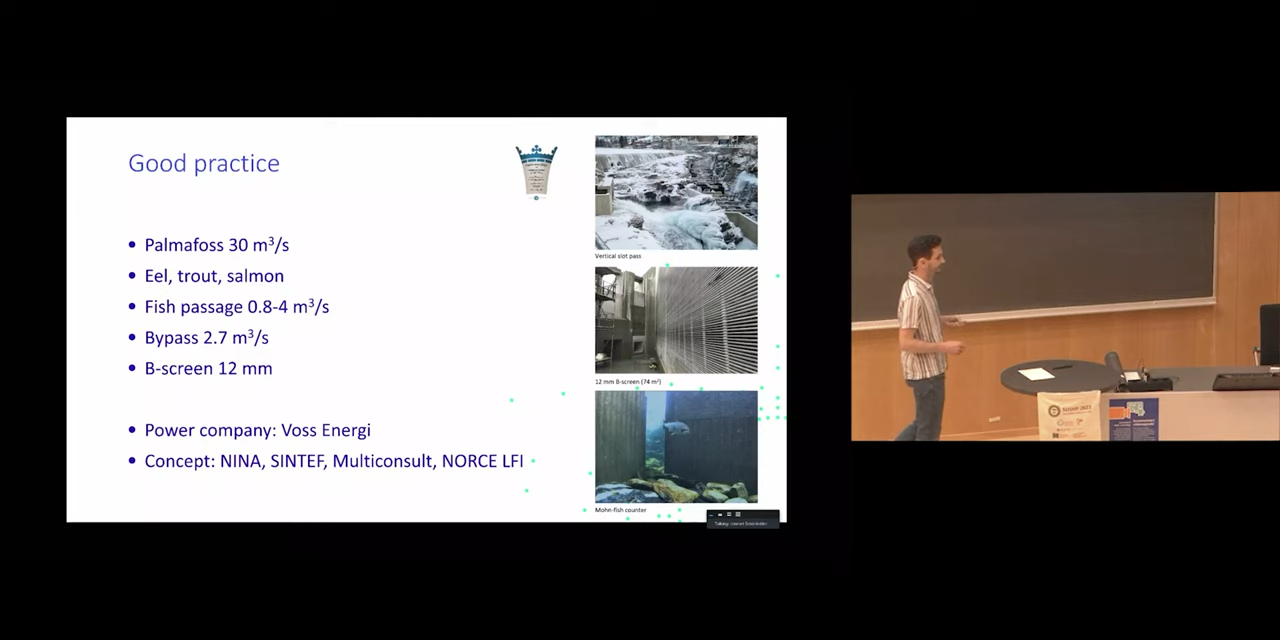 Good practice
• Palmafoss 30 m³/s
• Eel, trout, salmon
• Fish passage 0.8-4 m³/s
• Bypass 2.7 m³/s
• B-screen 12 mm
• Power company: Voss Energi
• Concept: NINA, SINTEF, Multiconsult, NORCE LFI
Vertical slot pass
12 mm B-screen (74 m²)
Mohn-fish counter
Talking: